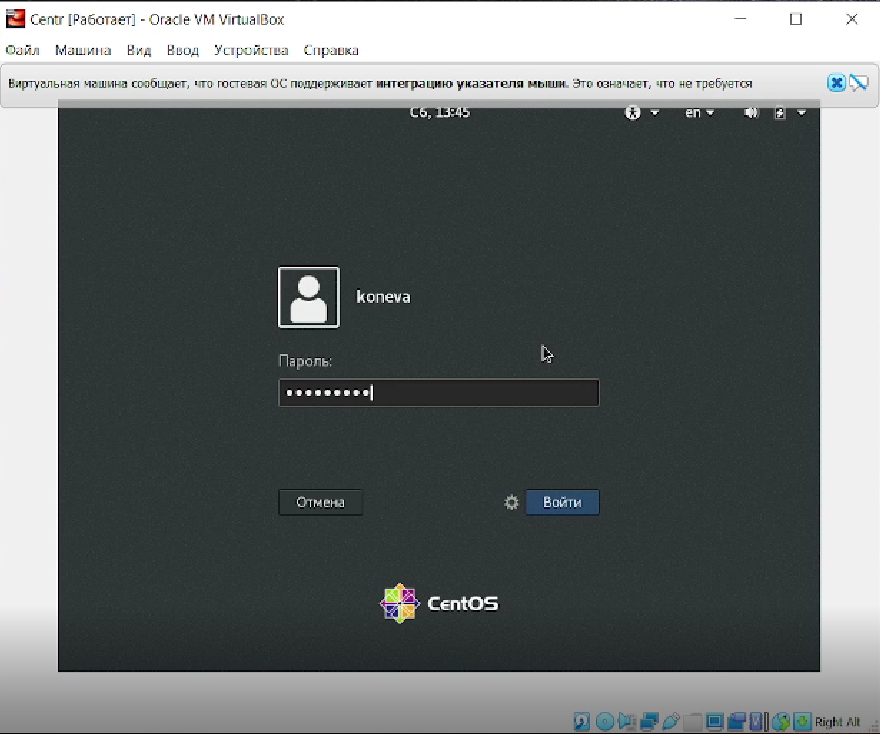 Centr [Работает] - Oracle VM VirtualBox
Файл Машина Вид Ввод Устройства Справка
Виртуальная машина сообщает, что гостевая ОС поддерживает интеграцию указателя мыши. Это означает, что не требуется
Сб, 13:45 en
koneva
Пароль:
Отмена Войти
CentOS
Right Alt